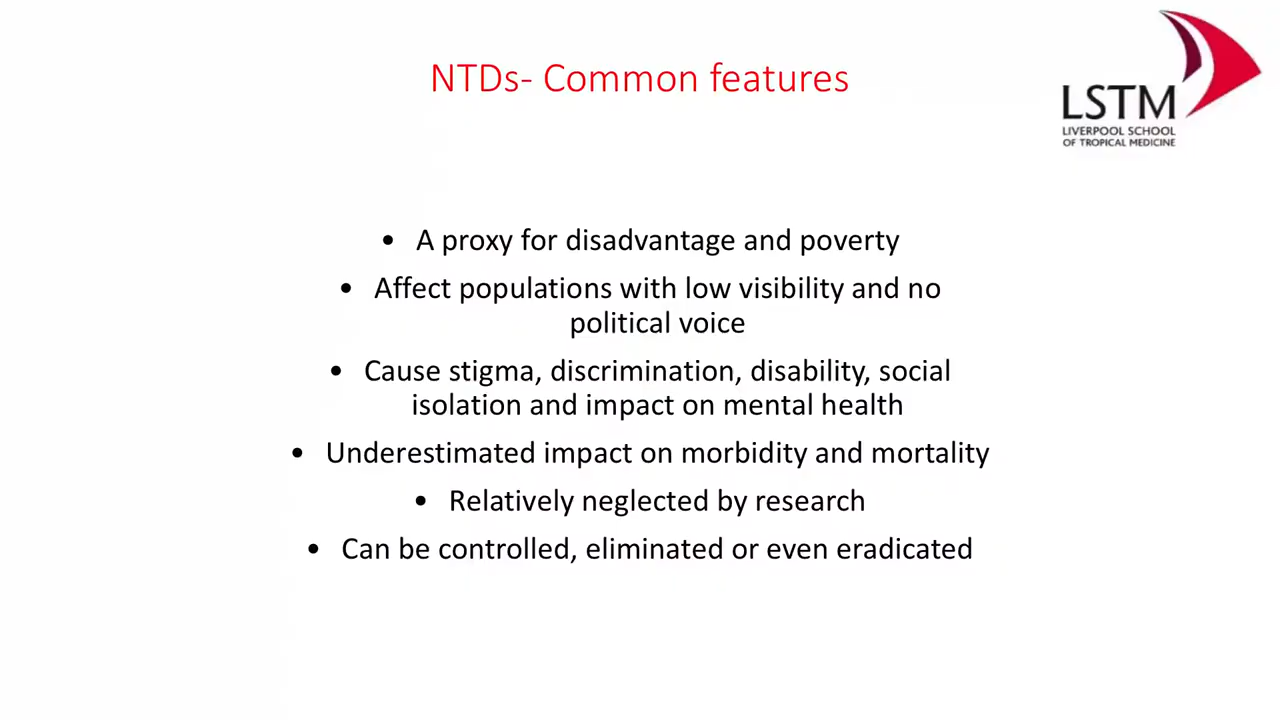 NTDs- Common features
LSTM
LIVERPOOL SCHOOL
OF TROPICAL MEDICINE
• A proxy for disadvantage and poverty
• Affect populations with low visibility and no
political voice
• Cause stigma, discrimination, disability, social
isolation and impact on mental health
• Underestimated impact on morbidity and mortality
• Relatively neglected by research
• Can be controlled, eliminated or even eradicated